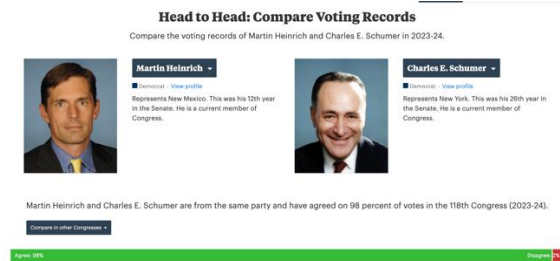 Head to Head: Compare Voting Records
Compare the voting records of Martin Heinrich and Charles E. Schumer in 2023-24.
Martin Heinrich
Democrat | View profile
Represents New Mexico. This was his 12th year
in the Senate. He is a current member of
Congress.
Charles E. Schumer
Democrat | View profile
Represents New York. This was his 26th year in
the Senate. He is a current member of
Congress.
Martin Heinrich and Charles E. Schumer are from the same party and have agreed on 98 percent of votes in the 118th Congress (2023-24).
Compare in other Congresses
Agree: 98%
Disagree: